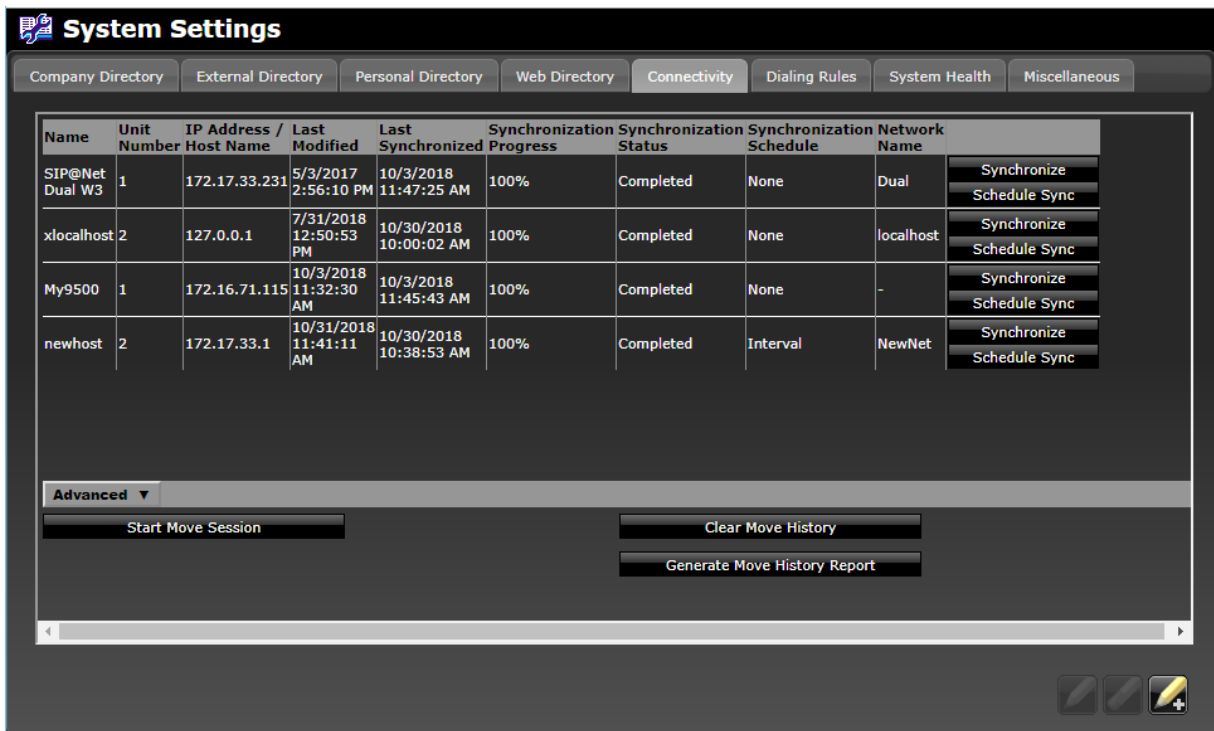 System Settings
Company Directory External Directory Personal Directory Web Directory Connectivity Dialing Rules System Health Miscellaneous
Name Unit Number IP Address / Host Name Last Modified Last Synchronized Synchronization Progress Synchronization Status Synchronization Schedule Network Name
SIP@Net Dual W3 1 172.17.33.231 5/3/2017 2:56:10 PM 10/3/2018 11:47:25 AM 100% Completed None Dual Synchronize
Schedule Sync
xlocalhost 2 127.0.0.1 7/31/2018 12:50:53 PM 10/30/2018 10:00:02 AM 100% Completed None localhost Synchronize
Schedule Sync
My9500 1 172.16.71.115 10/3/2018 11:32:30 AM 10/3/2018 11:45:43 AM 100% Completed None - Synchronize
Schedule Sync
newhost 2 172.17.33.1 10/31/2018 11:41:11 AM 10/30/2018 10:38:53 AM 100% Completed Interval NewNet Synchronize
Schedule Sync
Advanced ▼
Start Move Session Clear Move History
Generate Move History Report